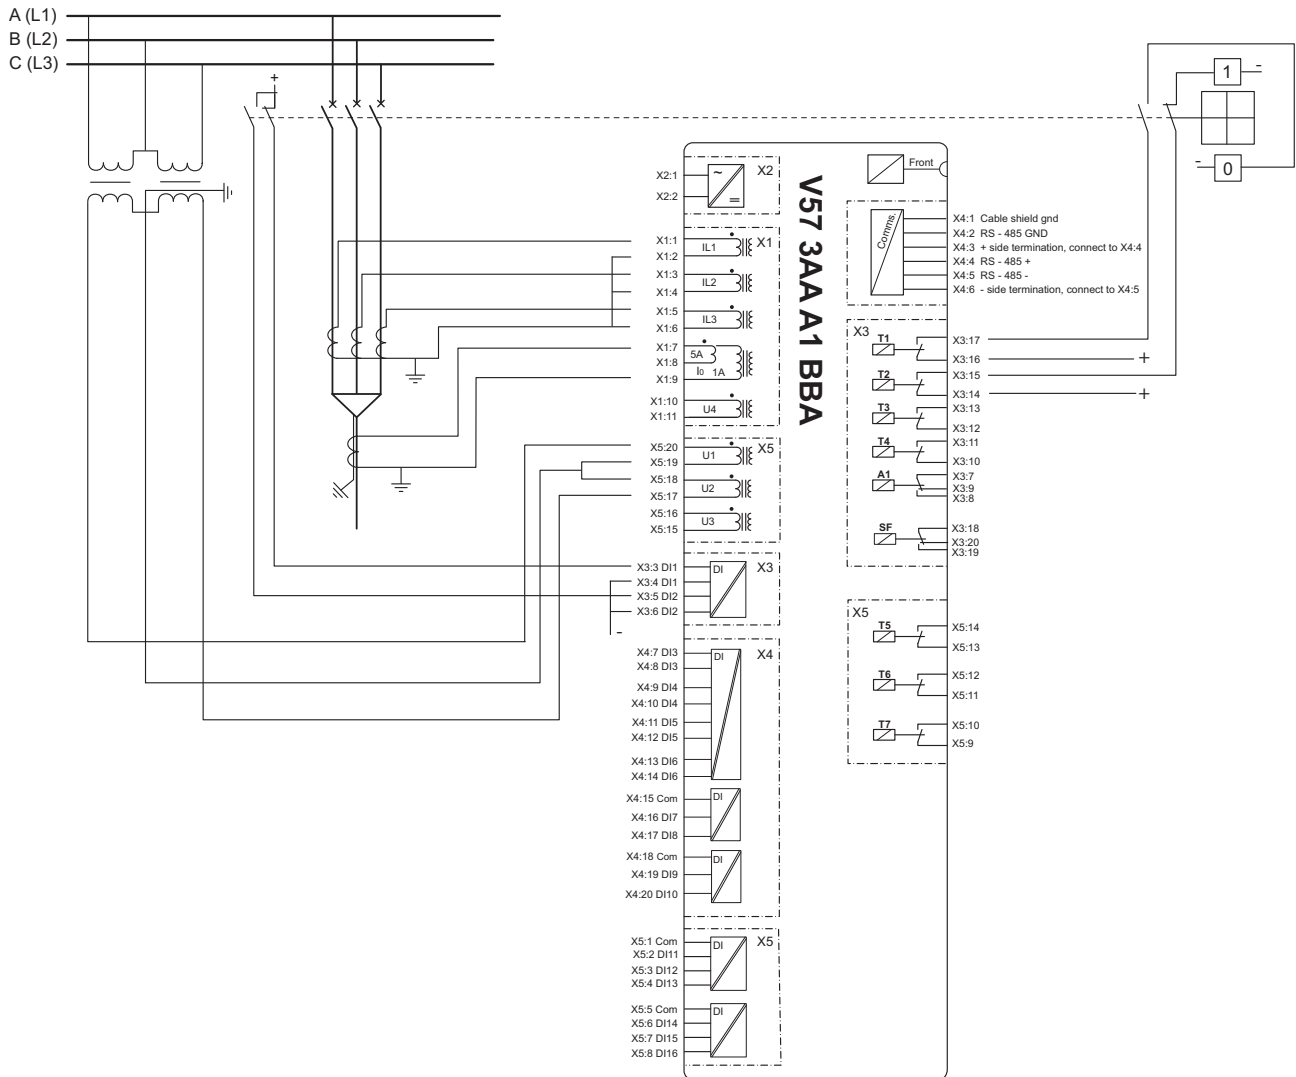 A (L1)
B (L2)
C (L3)
+
1
-
-
0
X2:1
X2:2
~
=
X2
X1:1
X1:2
X1:3
X1:4
X1:5
X1:6
X1:7
X1:8
X1:9
X1:10
X1:11
IL1
X1
IL2
IL3
5A
I0 1A
U4
X5:20
X5:19
X5:18
X5:17
X5:16
X5:15
U1
X5
U2
U3
X3:3 DI1
X3:4 DI1
X3:5 DI2
X3:6 DI2
-
DI
X3
X4:7 DI3
X4:8 DI3
X4:9 DI4
X4:10 DI4
X4:11 DI5
X4:12 DI5
X4:13 DI6
X4:14 DI6
DI
X4
X4:15 Com
X4:16 DI7
X4:17 DI8
DI
X4:18 Com
X4:19 DI9
X4:20 DI10
DI
X5:1 Com
X5:2 DI11
X5:3 DI12
X5:4 DI13
DI
X5
X5:5 Com
X5:6 DI14
X5:7 DI15
X5:8 DI16
DI
V57 3AA A1 BBA
Front
Comms.
X4:1 Cable shield gnd
X4:2 RS - 485 GND
X4:3 + side termination, connect to X4:4
X4:4 RS - 485 +
X4:5 RS - 485 -
X4:6 - side termination, connect to X4:5
X3
T1
X3:17
X3:16
+
T2
X3:15
X3:14
+
T3
X3:13
X3:12
T4
X3:11
X3:10
A1
X3:7
X3:9
X3:8
SF
X3:18
X3:20
X3:19
X5
T5
X5:14
X5:13
T6
X5:12
X5:11
T7
X5:10
X5:9